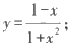 y = (1 − x)/(1 + x²);